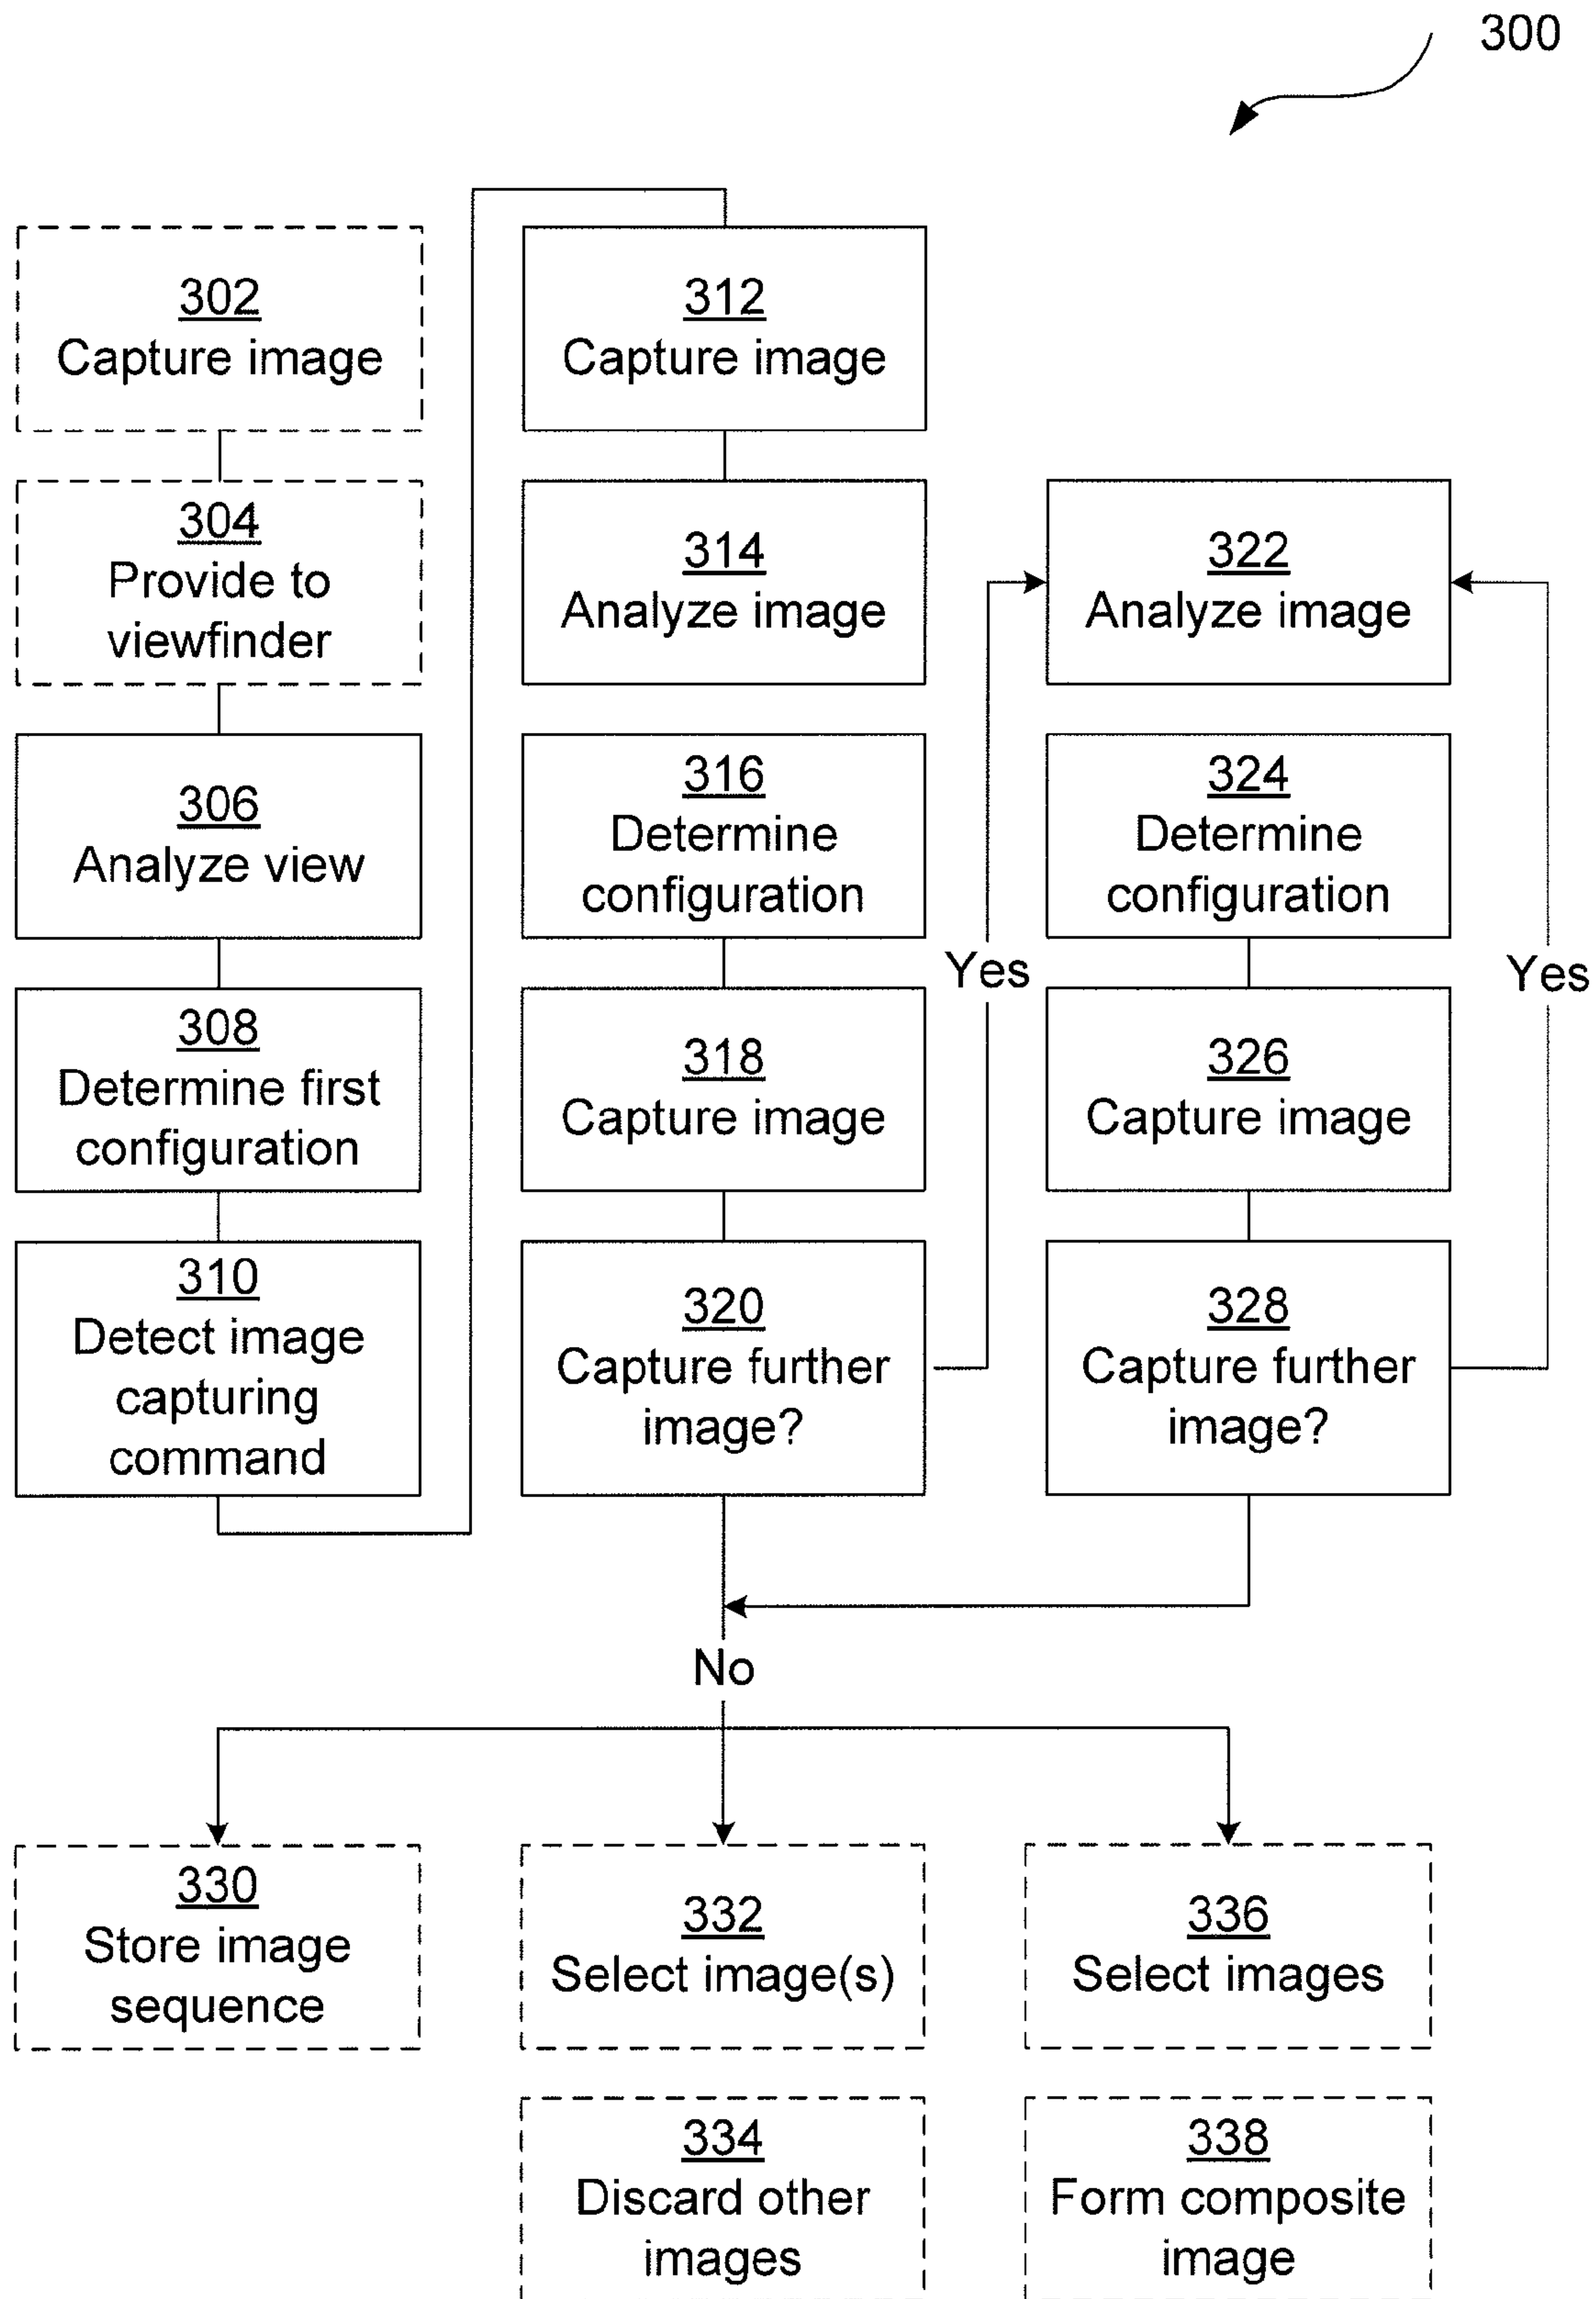 300
302
Capture image
304
Provide to
viewfinder
306
Analyze view
308
Determine first
configuration
310
Detect image
capturing
command
312
Capture image
314
Analyze image
316
Determine
configuration
318
Capture image
320
Capture further
image?
Yes
322
Analyze image
324
Determine
configuration
326
Capture image
328
Capture further
image?
Yes
No
330
Store image
sequence
332
Select image(s)
334
Discard other
images
336
Select images
338
Form composite
image